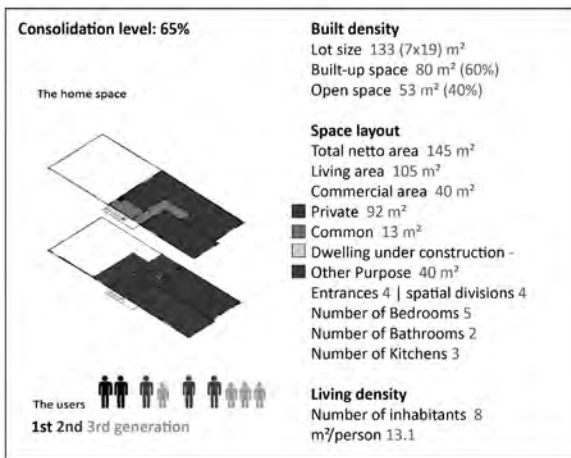 Consolidation level: 65%
The home space
The users
1st 2nd 3rd generation
Built density
Lot size 133 (7x19) m²
Built-up space 80 m² (60%)
Open space 53 m² (40%)
Space layout
Total netto area 145 m²
Living area 105 m²
Commercial area 40 m²
Private 92 m²
Common 13 m²
Dwelling under construction -
Other Purpose 40 m²
Entrances 4 | spatial divisions 4
Number of Bedrooms 5
Number of Bathrooms 2
Number of Kitchens 3
Living density
Number of inhabitants 8
m²/person 13.1